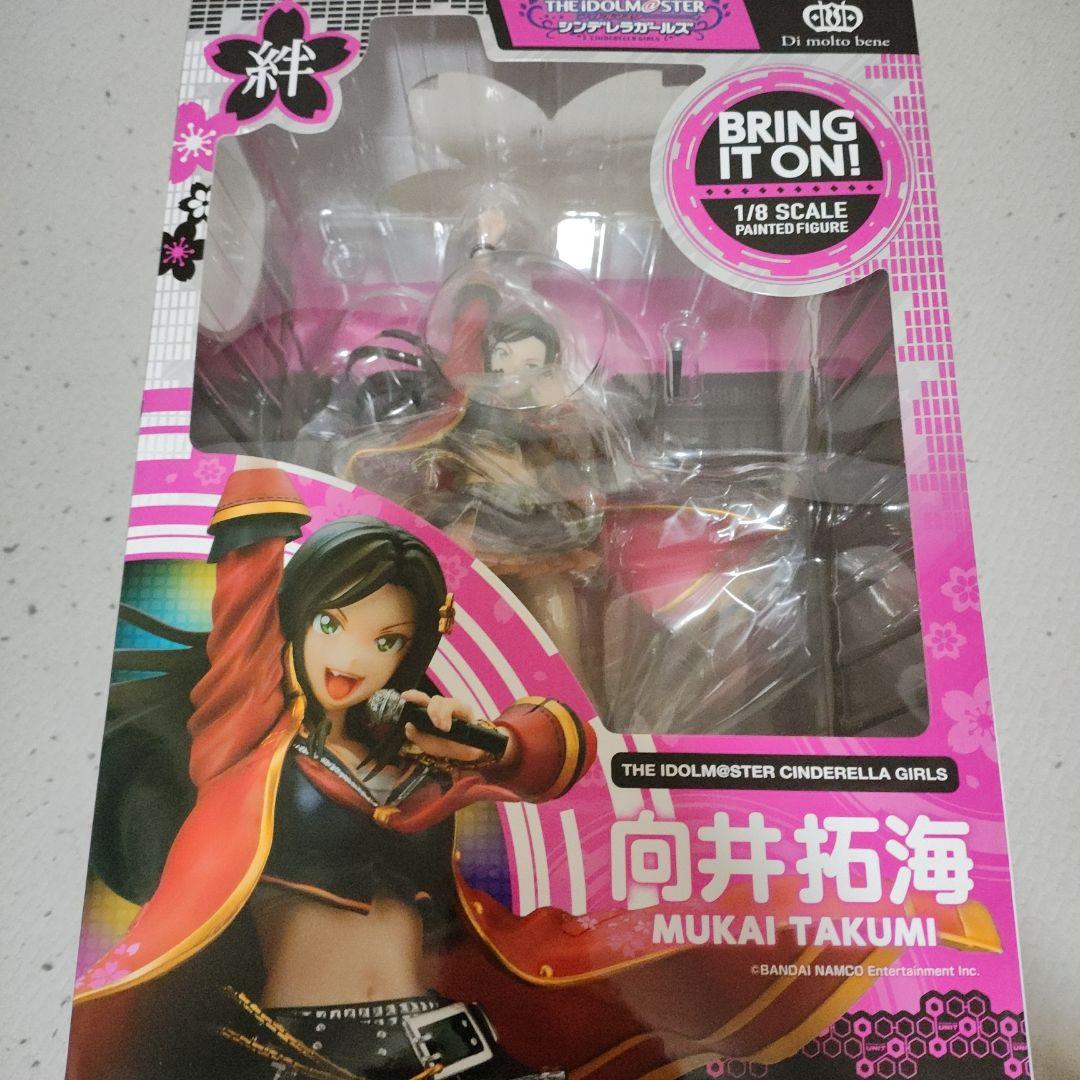 絆
THE IDOLM@STER
シンデレラガールズ
CINDERELLA GIRLS
Di molto bene
BRING
IT ON!
1/8 SCALE
PAINTED FIGURE
THE IDOLM@STER CINDERELLA GIRLS
向井拓海
MUKAI TAKUMI
©BANDAI NAMCO Entertainment Inc.
UNIT
UNIT